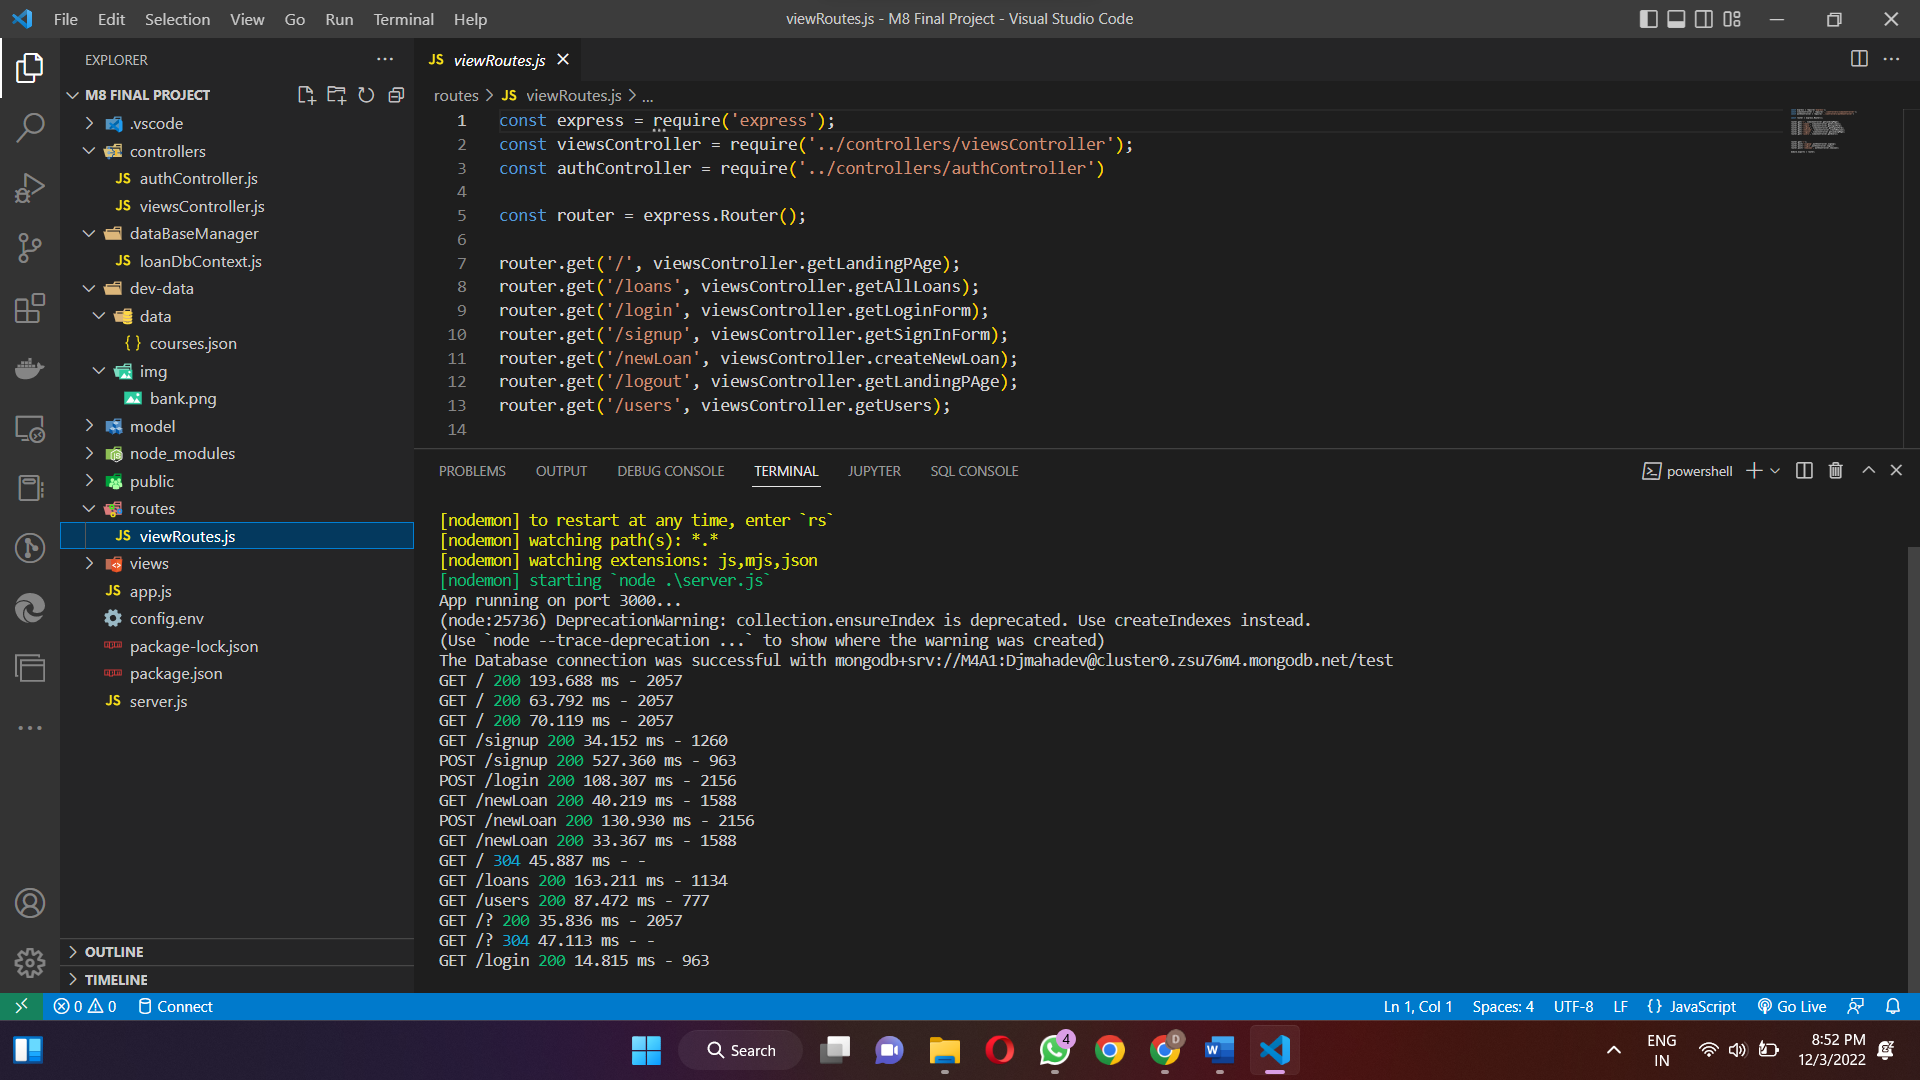 File Edit Selection View Go Run Terminal Help
viewRoutes.js - M8 Final Project - Visual Studio Code
EXPLORER
M8 FINAL PROJECT
.vscode
controllers
JS authController.js
JS viewsController.js
dataBaseManager
JS loanDbContext.js
dev-data
data
{} courses.json
img
bank.png
model
node_modules
public
routes
JS viewRoutes.js
views
JS app.js
config.env
package-lock.json
package.json
JS server.js
OUTLINE
TIMELINE
JS viewRoutes.js
routes > JS viewRoutes.js > ...
1 const express = require('express');
2 const viewsController = require('../controllers/viewsController');
3 const authController = require('../controllers/authController')
4
5 const router = express.Router();
6
7 router.get('/', viewsController.getLandingPAge);
8 router.get('/loans', viewsController.getAllLoans);
9 router.get('/login', viewsController.getLoginForm);
10 router.get('/signup', viewsController.getSignInForm);
11 router.get('/newLoan', viewsController.createNewLoan);
12 router.get('/logout', viewsController.getLandingPAge);
13 router.get('/users', viewsController.getUsers);
14
PROBLEMS OUTPUT DEBUG CONSOLE TERMINAL JUPYTER SQL CONSOLE
powershell
[nodemon] to restart at any time, enter `rs`
[nodemon] watching path(s): *.*
[nodemon] watching extensions: js,mjs,json
[nodemon] starting `node .\server.js`
App running on port 3000...
(node:25736) DeprecationWarning: collection.ensureIndex is deprecated. Use createIndexes instead.
(Use `node --trace-deprecation ...` to show where the warning was created)
The Database connection was successful with mongodb+srv://M4A1:Djmahadev@cluster0.zsu76m4.mongodb.net/test
GET / 200 193.688 ms - 2057
GET / 200 63.792 ms - 2057
GET / 200 70.119 ms - 2057
GET /signup 200 34.152 ms - 1260
POST /signup 200 527.360 ms - 963
POST /login 200 108.307 ms - 2156
GET /newLoan 200 40.219 ms - 1588
POST /newLoan 200 130.930 ms - 2156
GET /newLoan 200 33.367 ms - 1588
GET / 304 45.887 ms - -
GET /loans 200 163.211 ms - 1134
GET /users 200 87.472 ms - 777
GET /? 200 35.836 ms - 2057
GET /? 304 47.113 ms - -
GET /login 200 14.815 ms - 963
0 0 Connect
Ln 1, Col 1 Spaces: 4 UTF-8 LF {} JavaScript Go Live
Search
4
D
ENG
IN
8:52 PM
12/3/2022